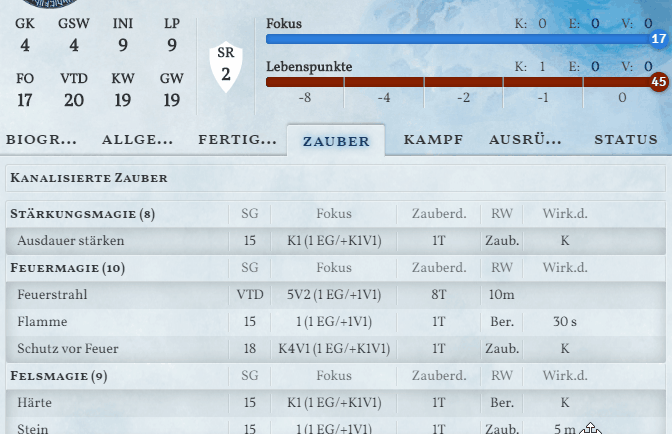 GK GSW INI LP
4 4 9 9
FO VTD KW GW
17 20 19 19
SR
2
Fokus K: 0 E: 0 V: 0
17
Lebenspunkte K: 1 E: 0 V: 0
45
-8 -4 -2 -1 0
BIOGR... ALLGE... FERTIG... ZAUBER KAMPF AUSRÜ... STATUS
KANALISIERTE ZAUBER
STÄRKUNGSMAGIE (8) SG Fokus Zauberd. RW Wirk.d.
Ausdauer stärken 15 K1 (1 EG/+K1V1) 1T Zaub. K
FEUERMAGIE (10) SG Fokus Zauberd. RW Wirk.d.
Feuerstrahl VTD 5V2 (1 EG/+1V1) 8T 10m
Flamme 15 1 (1 EG/+1V1) 1T Ber. 30 s
Schutz vor Feuer 18 K4V1 (1 EG/+K1V1) 1T Zaub. K
FELSMAGIE (9) SG Fokus Zauberd. RW Wirk.d.
Härte 15 K1 (1 EG/+K1V1) 1T Ber. K
Stein 15 1 (1 EG/+1V1) 1T Zaub. 5 m